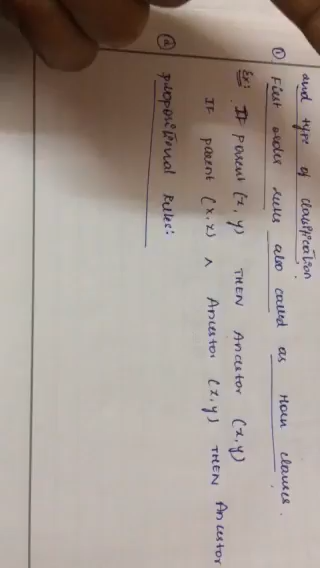 and type of classification
① First order rules also called as Horn clauses.
Ex: IF parent (x, y) THEN Ancestor (x, y)
IF parent (x, z) ∧ Ancestor (z, y) THEN Ancestor
② propositional Rules: